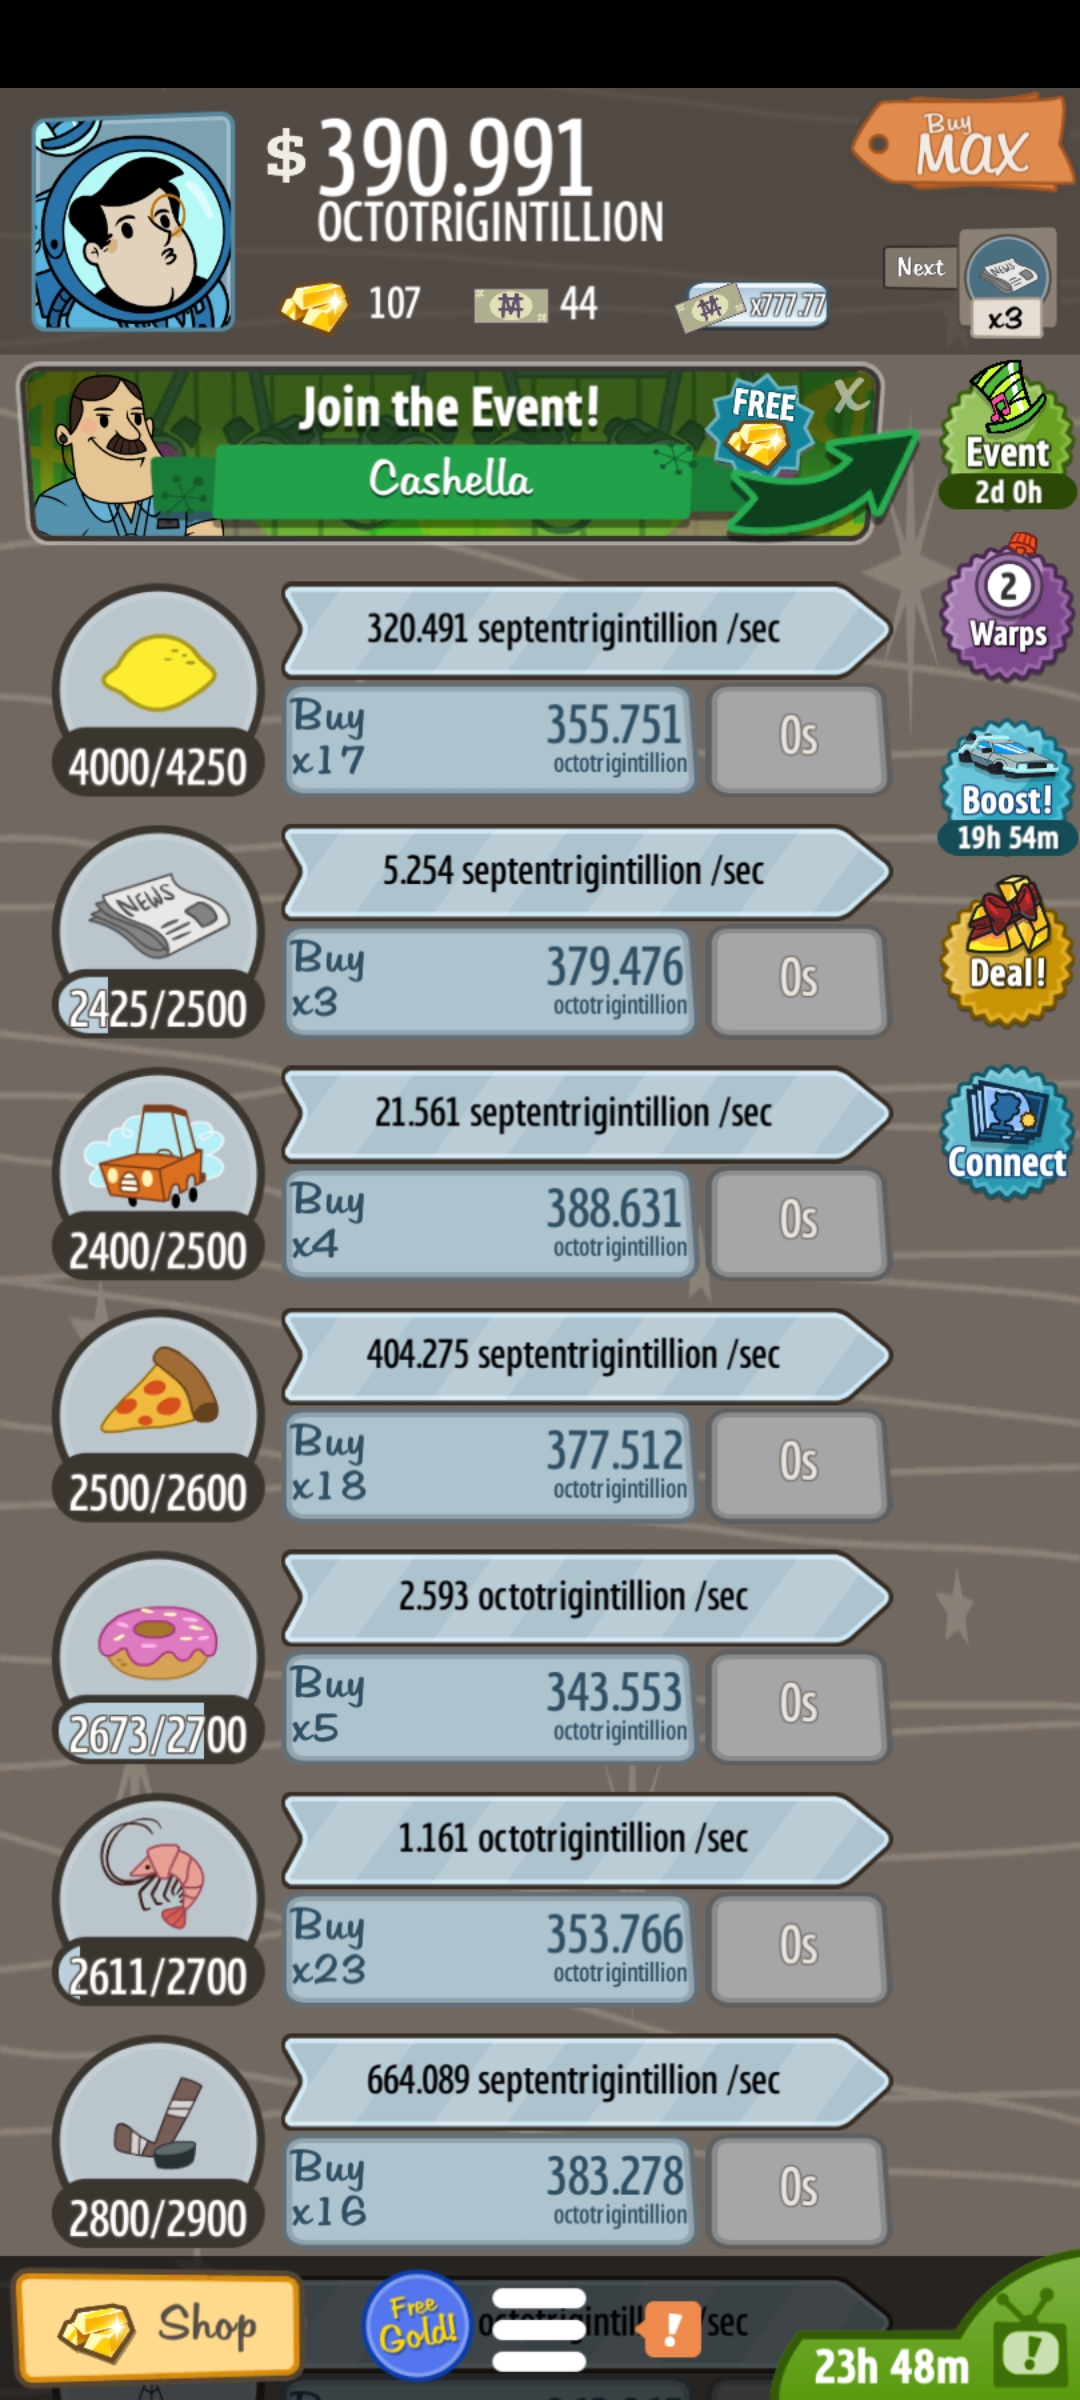 $ 390.991
OCTOTRIGINTILLION
Buy
MAX
107
44
x777.77
Next
NEWS
x3
Join the Event!
Cashella
FREE
X
Event
2d 0h
2
Warps
320.491 septentrigintillion /sec
Buy
x17
355.751
octotrigintillion
0s
4000/4250
Boost!
19h 54m
NEWS
5.254 septentrigintillion /sec
Buy
x3
379.476
octotrigintillion
0s
2425/2500
Deal!
21.561 septentrigintillion /sec
Buy
x4
388.631
octotrigintillion
0s
2400/2500
Connect
404.275 septentrigintillion /sec
Buy
x18
377.512
octotrigintillion
0s
2500/2600
2.593 octotrigintillion /sec
Buy
x5
343.553
octotrigintillion
0s
2673/2700
1.161 octotrigintillion /sec
Buy
x23
353.766
octotrigintillion
0s
2611/2700
664.089 septentrigintillion /sec
Buy
x16
383.278
octotrigintillion
0s
2800/2900
Shop
Free
Gold!
/sec
!
23h 48m
!